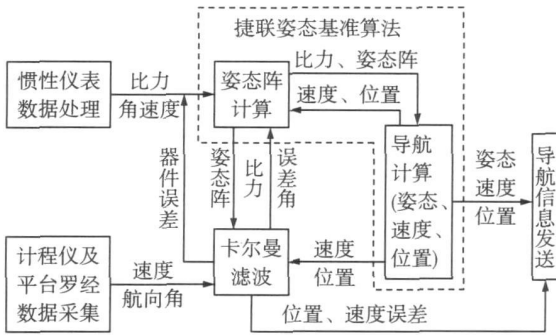 捷联姿态基准算法
惯性仪表
数据处理
比力
角速度
姿态阵
计算
比力、姿态阵
速度、位置
导航
计算
(姿态、
速度、
位置)
姿态
速度
位置
导航信息发送
器件误差
姿态阵
比力
误差角
计程仪及
平台罗经
数据采集
速度
航向角
卡尔曼
滤波
速度
位置
位置、速度误差